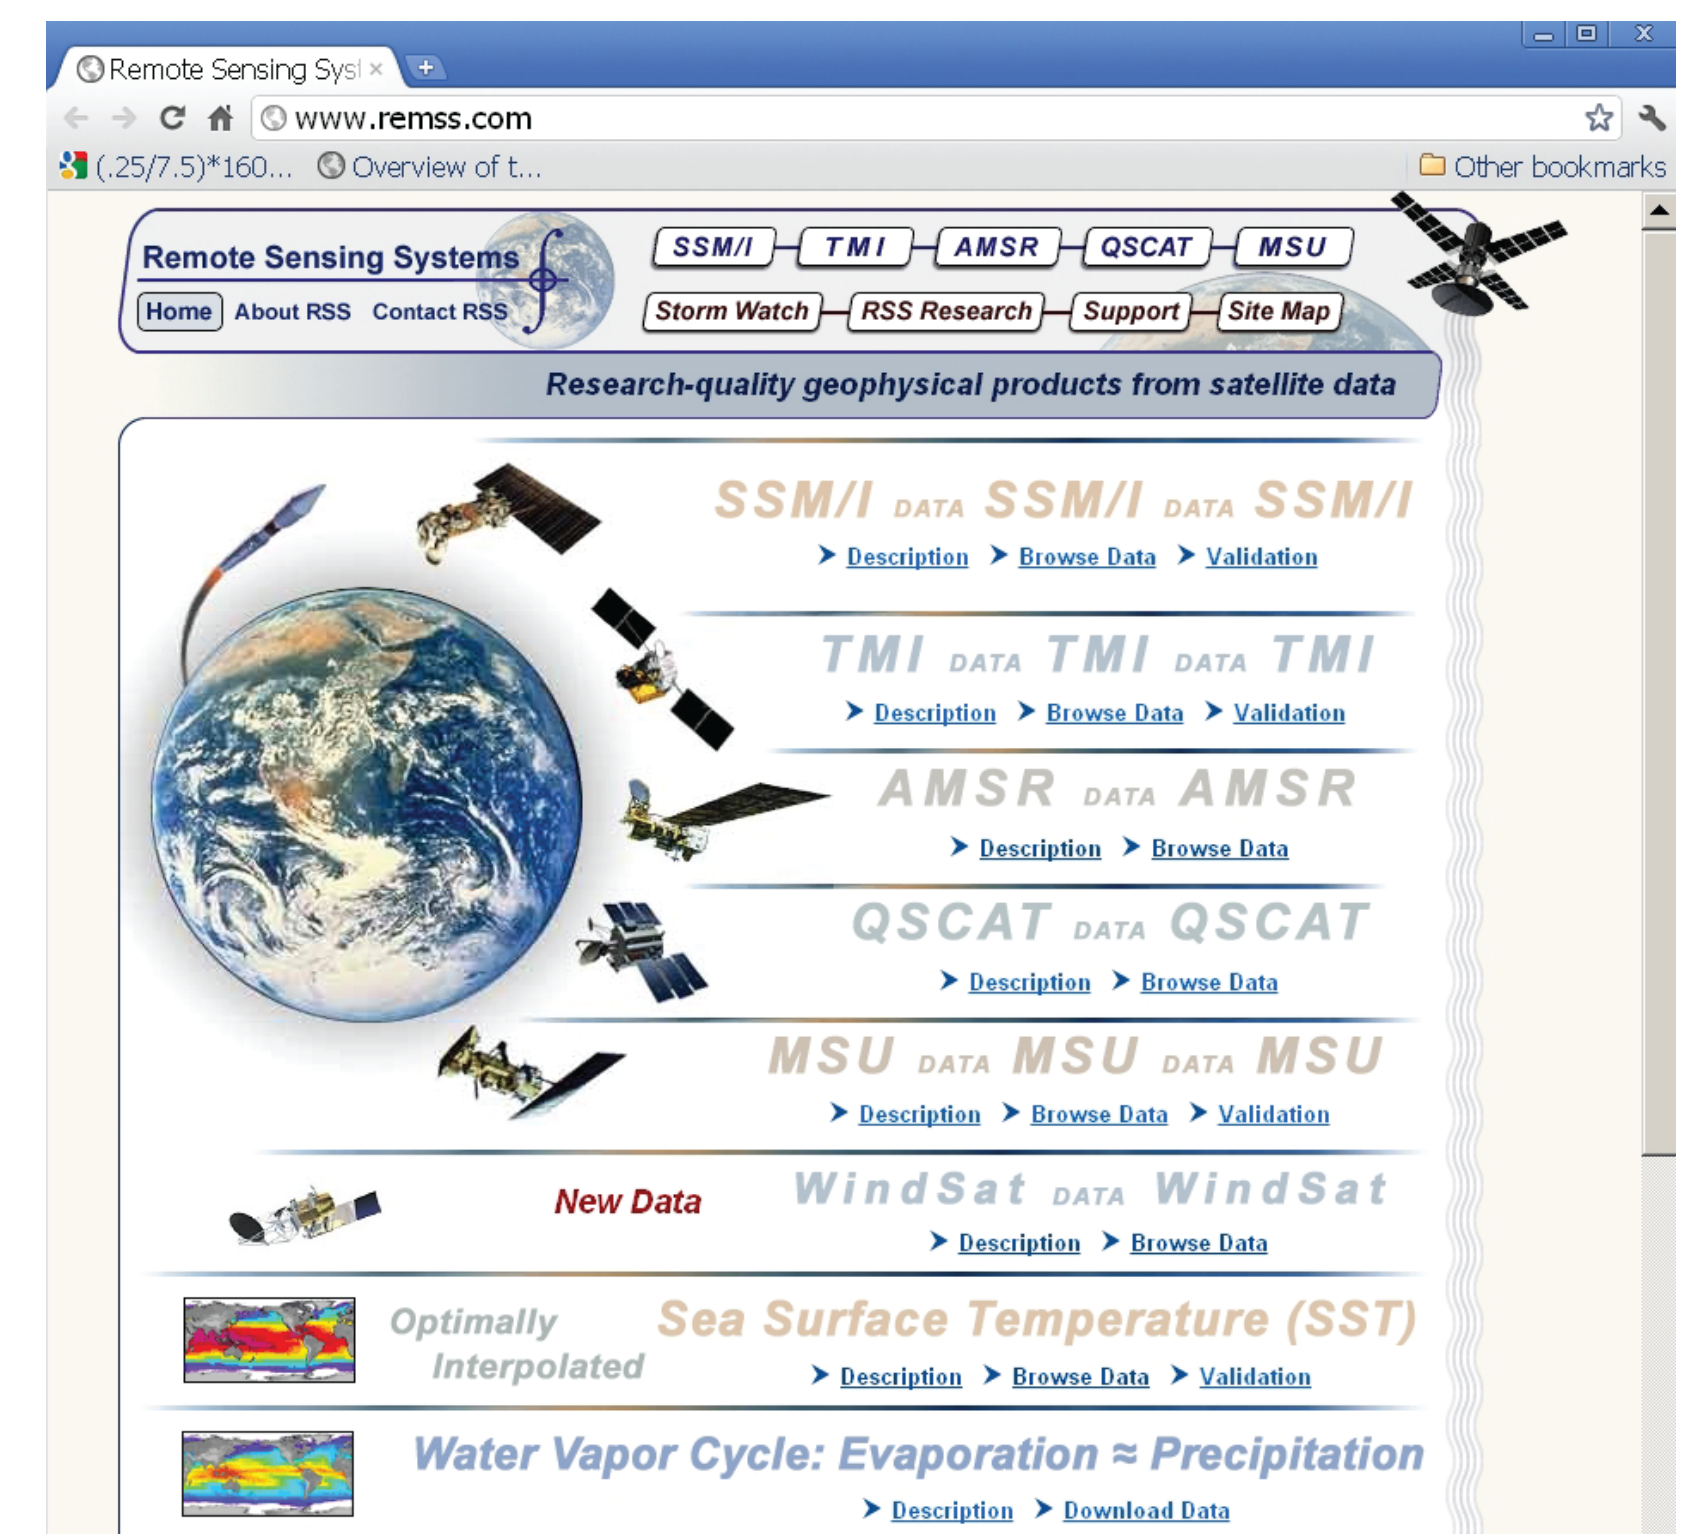 Remote Sensing Syst
www.remss.com
(.25/7.5)*160...
Overview of t...
Other bookmarks
Remote Sensing Systems
Home About RSS Contact RSS
SSM/I TMI AMSR QSCAT MSU
Storm Watch RSS Research Support Site Map
Research-quality geophysical products from satellite data
SSM/I DATA SSM/I DATA SSM/I
Description Browse Data Validation
TMI DATA TMI DATA TMI
Description Browse Data Validation
AMSR DATA AMSR
Description Browse Data
QSCAT DATA QSCAT
Description Browse Data
MSU DATA MSU DATA MSU
Description Browse Data Validation
New Data
WindSat DATA WindSat
Description Browse Data
Optimally
Interpolated
Sea Surface Temperature (SST)
Description Browse Data Validation
Water Vapor Cycle: Evaporation ≈ Precipitation
Description Download Data